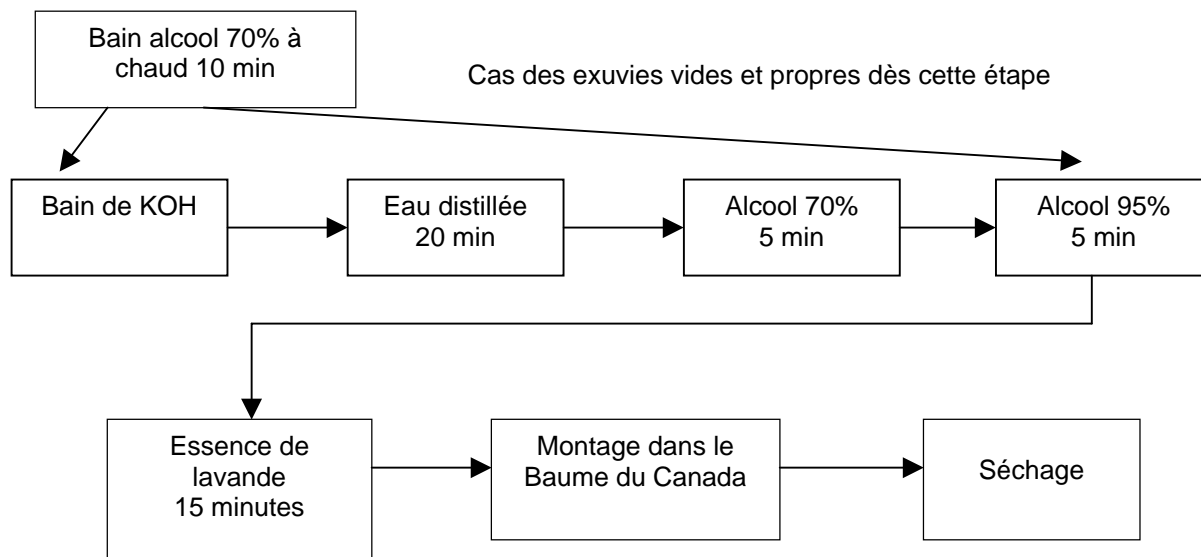 Bain alcool 70% à
chaud 10 min
Cas des exuvies vides et propres dès cette étape
Bain de KOH
Eau distillée
20 min
Alcool 70%
5 min
Alcool 95%
5 min
Essence de
lavande
15 minutes
Montage dans le
Baume du Canada
Séchage